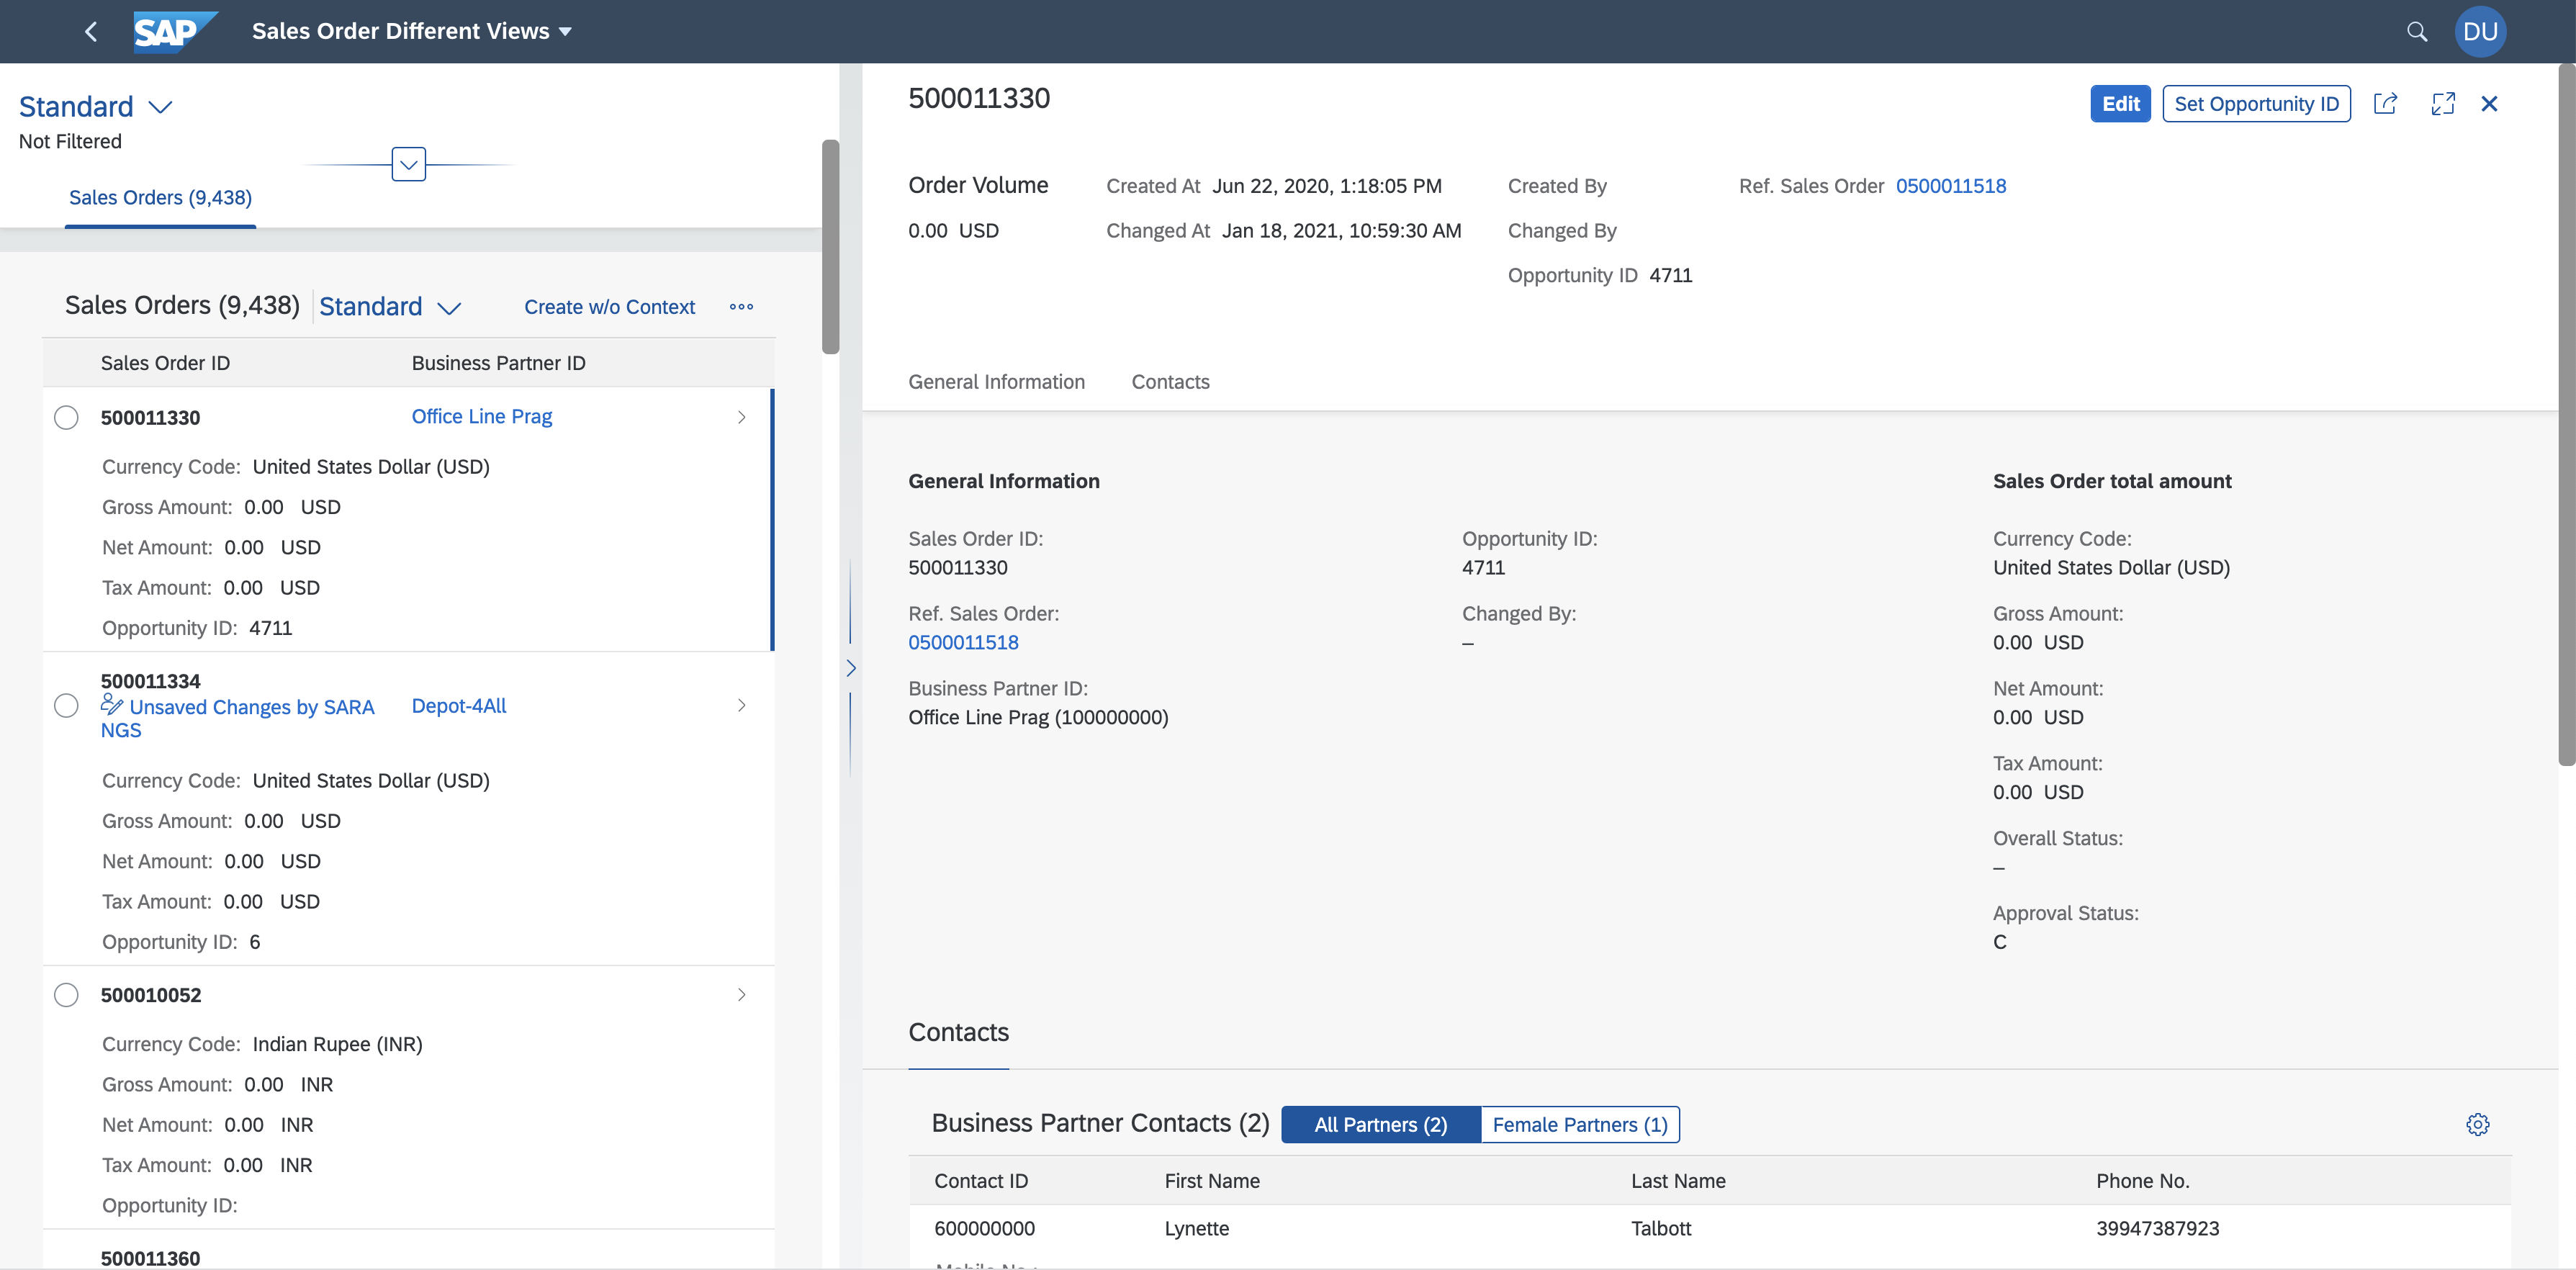 SAP
Sales Order Different Views
DU
Standard
Not Filtered
Sales Orders (9,438)
Sales Orders (9,438) Standard Create w/o Context
Sales Order ID Business Partner ID
500011330 Office Line Prag
Currency Code: United States Dollar (USD)
Gross Amount: 0.00 USD
Net Amount: 0.00 USD
Tax Amount: 0.00 USD
Opportunity ID: 4711
500011334
Unsaved Changes by SARA Depot-4All
NGS
Currency Code: United States Dollar (USD)
Gross Amount: 0.00 USD
Net Amount: 0.00 USD
Tax Amount: 0.00 USD
Opportunity ID: 6
500010052
Currency Code: Indian Rupee (INR)
Gross Amount: 0.00 INR
Net Amount: 0.00 INR
Tax Amount: 0.00 INR
Opportunity ID:
500011360
500011330
Edit Set Opportunity ID
Order Volume Created At Jun 22, 2020, 1:18:05 PM Created By Ref. Sales Order 0500011518
0.00 USD Changed At Jan 18, 2021, 10:59:30 AM Changed By
Opportunity ID 4711
General Information Contacts
General Information
Sales Order ID:
500011330
Ref. Sales Order:
0500011518
Business Partner ID:
Office Line Prag (100000000)
Opportunity ID:
4711
Changed By:
–
Sales Order total amount
Currency Code:
United States Dollar (USD)
Gross Amount:
0.00 USD
Net Amount:
0.00 USD
Tax Amount:
0.00 USD
Overall Status:
–
Approval Status:
C
Contacts
Business Partner Contacts (2) All Partners (2) Female Partners (1)
Contact ID First Name Last Name Phone No.
600000000 Lynette Talbott 39947387923